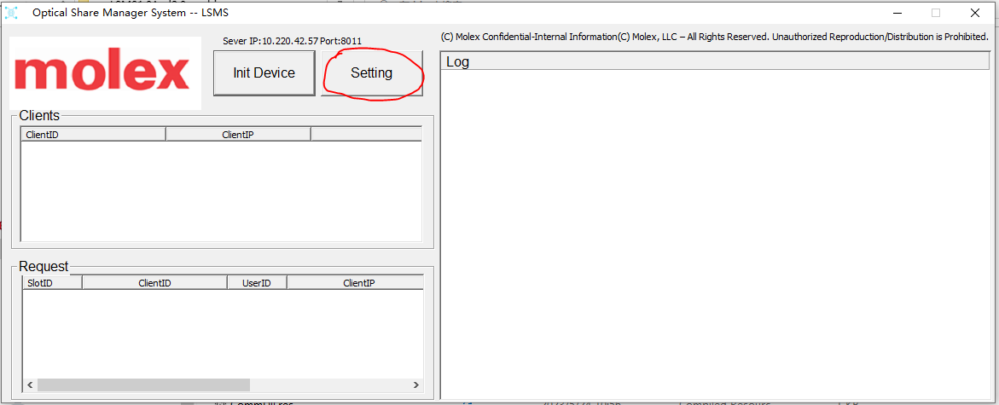 Optical Share Manager System -- LSMS
Sever IP:10.220.42.57 Port:8011
(C) Molex Confidential-Internal Information(C) Molex, LLC – All Rights Reserved. Unauthorized Reproduction/Distribution is Prohibited.
molex
Init Device
Setting
Log
Clients
ClientID ClientIP
Request
SlotID ClientID UserID ClientIP